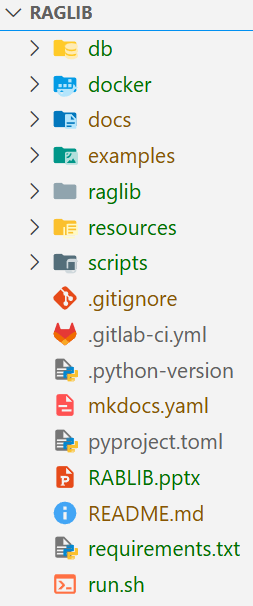 RAGLIB
db
docker
docs
examples
raglib
resources
scripts
.gitignore
.gitlab-ci.yml
.python-version
mkdocs.yaml
pyproject.toml
RABLIB.pptx
README.md
requirements.txt
run.sh